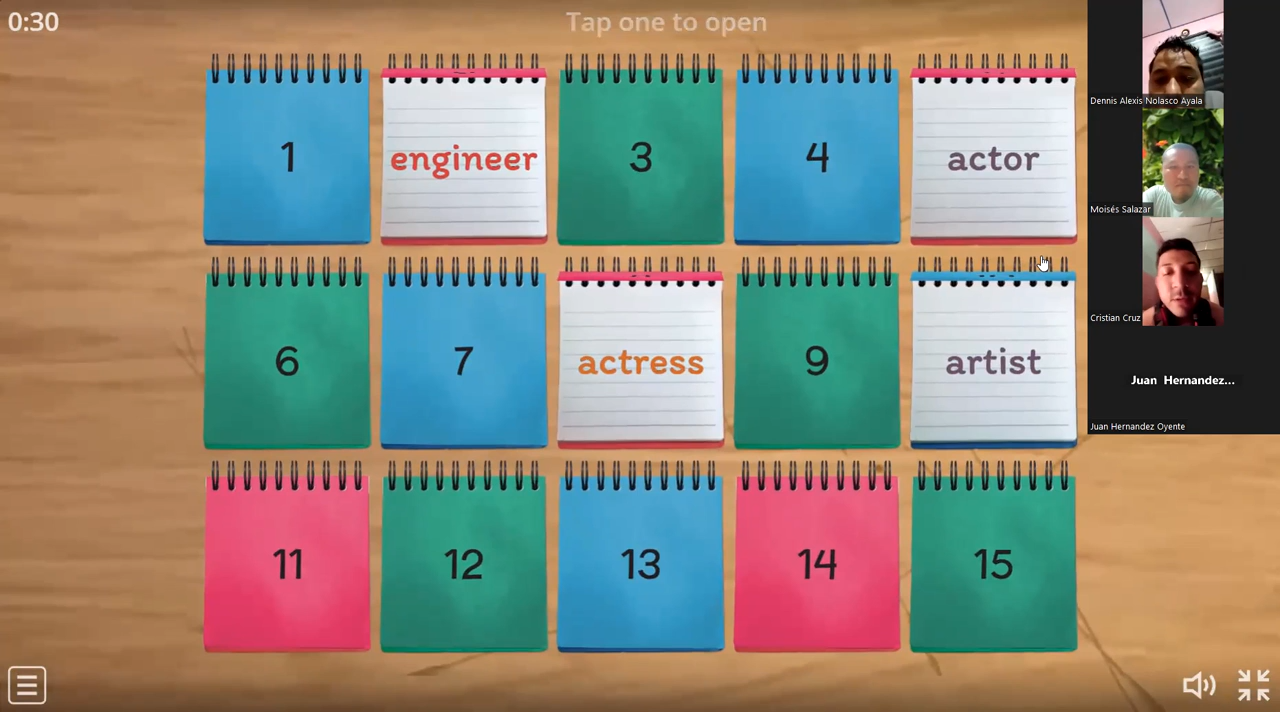 0:30
Tap one to open
1
engineer
3
4
actor
6
7
actress
9
artist
11
12
13
14
15
Dennis Alexis Nolasco Ayala
Moisés Salazar
Cristian Cruz
Juan Hernandez...
Juan Hernandez Oyente